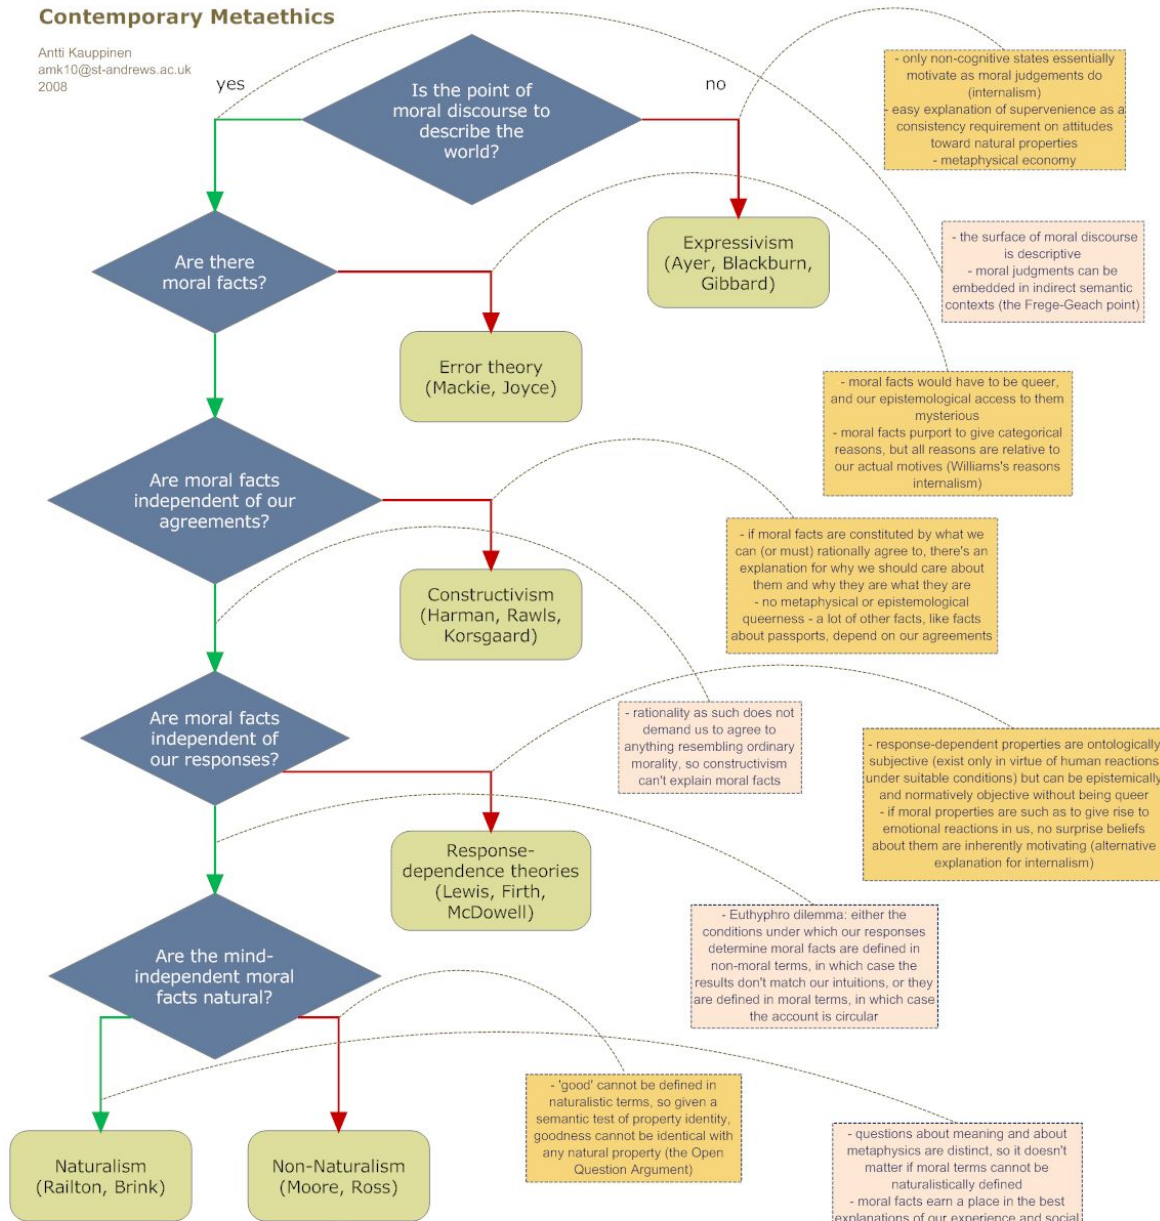 Contemporary Metaethics
Antti Kauppinen
amk10@st-andrews.ac.uk
2008
yes
no
Is the point of
moral discourse to
describe the
world?
- only non-cognitive states essentially
motivate as moral judgements do
(internalism)
- easy explanation of supervenience as a
consistency requirement on attitudes
toward natural properties
- metaphysical economy
Are there
moral facts?
Expressivism
(Ayer, Blackburn,
Gibbard)
- the surface of moral discourse
is descriptive
- moral judgments can be
embedded in indirect semantic
contexts (the Frege-Geach point)
Error theory
(Mackie, Joyce)
- moral facts would have to be queer,
and our epistemological access to them
mysterious
- moral facts purport to give categorical
reasons, but all reasons are relative to
our actual motives (Williams's reasons
internalism)
Are moral facts
independent of our
agreements?
- if moral facts are constituted by what we
can (or must) rationally agree to, there's an
explanation for why we should care about
them and why they are what they are
- no metaphysical or epistemological
queerness - a lot of other facts, like facts
about passports, depend on our agreements
Constructivism
(Harman, Rawls,
Korsgaard)
Are moral facts
independent of
our responses?
- rationality as such does not
demand us to agree to
anything resembling ordinary
morality, so constructivism
can't explain moral facts
- response-dependent properties are ontologically
subjective (exist only in virtue of human reactions
under suitable conditions) but can be epistemically
and normatively objective without being queer
- if moral properties are such as to give rise to
emotional reactions in us, no surprise beliefs
about them are inherently motivating (alternative
explanation for internalism)
Response-
dependence theories
(Lewis, Firth,
McDowell)
- Euthyphro dilemma: either the
conditions under which our responses
determine moral facts are defined in
non-moral terms, in which case the
results don't match our intuitions, or they
are defined in moral terms, in which case
the account is circular
Are the mind-
independent moral
facts natural?
- 'good' cannot be defined in
naturalistic terms, so given a
semantic test of property identity,
goodness cannot be identical with
any natural property (the Open
Question Argument)
Naturalism
(Railton, Brink)
Non-Naturalism
(Moore, Ross)
- questions about meaning and about
metaphysics are distinct, so it doesn't
matter if moral terms cannot be
naturalistically defined
- moral facts earn a place in the best
explanations of our experience and social